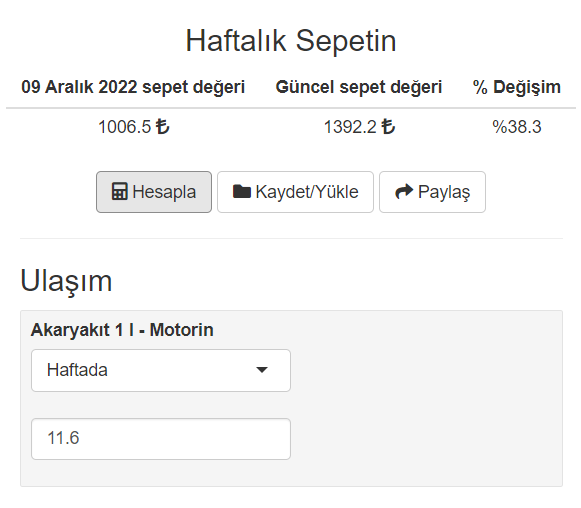 Haftalık Sepetin
09 Aralık 2022 sepet değeri Güncel sepet değeri % Değişim
1006.5 ₺ 1392.2 ₺ %38.3
Hesapla Kaydet/Yükle Paylaş
Ulaşım
Akaryakıt 1 l - Motorin
Haftada
11.6